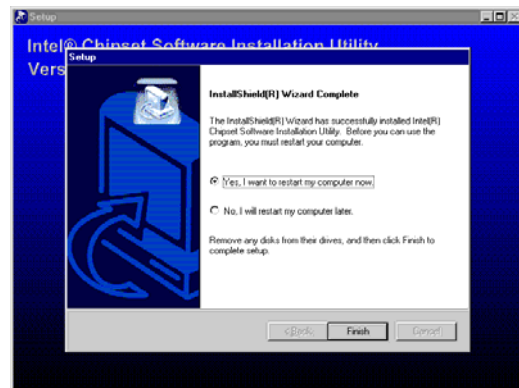 Setup
Intel® Chipset Software Installation Utility
Vers
Setup
InstallShield(R) Wizard Complete
The InstallShield(R) Wizard has successfully installed Intel(R)
Chipset Software Installation Utility. Before you can use the
program, you must restart your computer.
Yes, I want to restart my computer now.
No, I will restart my computer later.
Remove any disks from their drives, and then click Finish to
complete setup.
< Back
Finish
Cancel